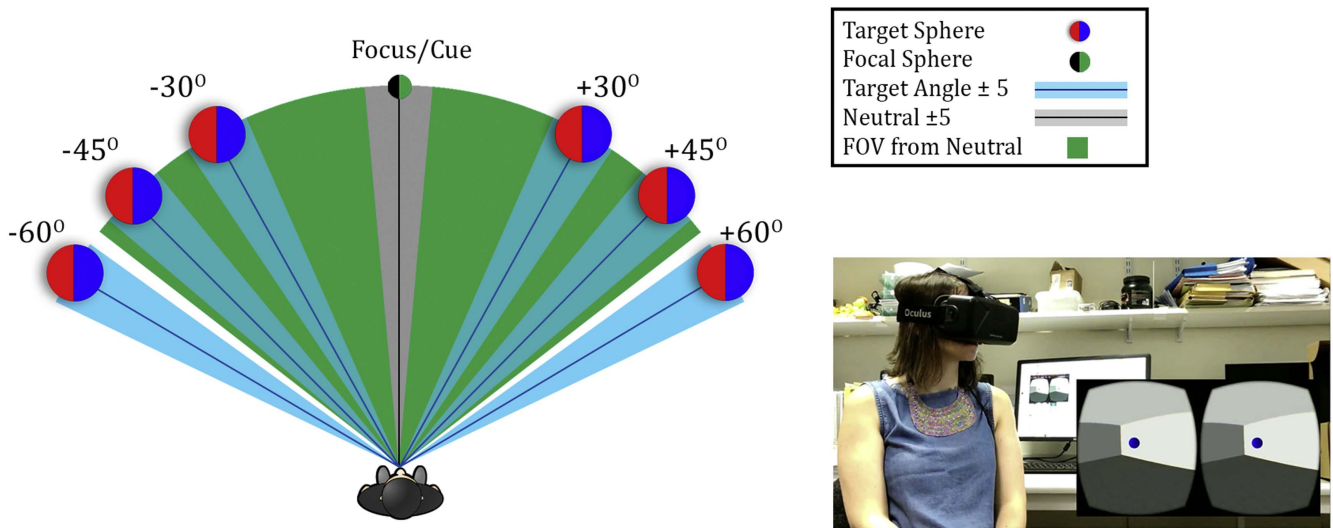 Focus/Cue
-30⁰
+30⁰
-45⁰
+45⁰
-60⁰
+60⁰
Target Sphere
Focal Sphere
Target Angle ± 5
Neutral ±5
FOV from Neutral
Oculus